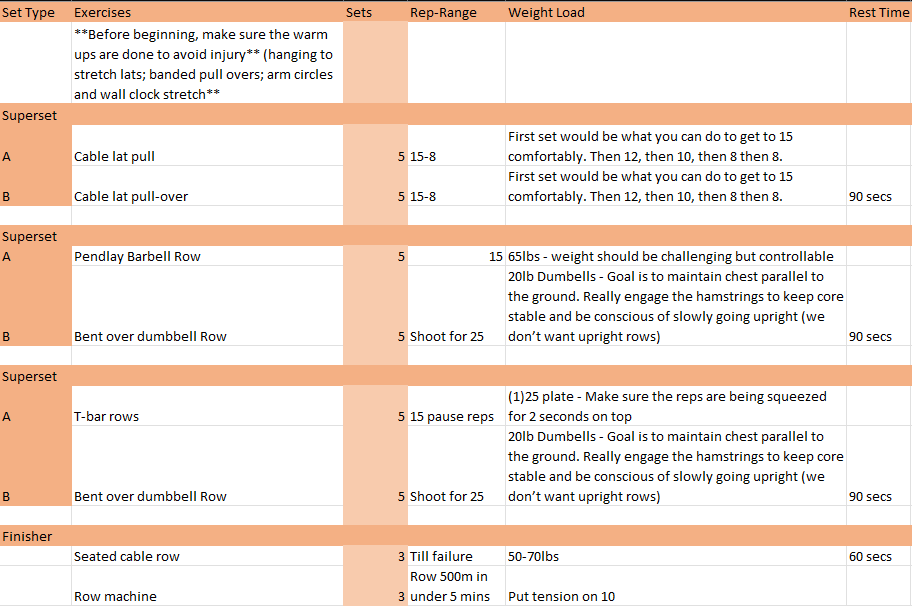 Set Type Exercises Sets Rep-Range Weight Load Rest Time
**Before beginning, make sure the warm
ups are done to avoid injury** (hanging to
stretch lats; banded pull overs; arm circles
and wall clock stretch**
Superset
First set would be what you can do to get to 15
A Cable lat pull 5 15-8 comfortably. Then 12, then 10, then 8 then 8.
First set would be what you can do to get to 15
B Cable lat pull-over 5 15-8 comfortably. Then 12, then 10, then 8 then 8. 90 secs
Superset
A Pendlay Barbell Row 5 15 65lbs - weight should be challenging but controllable
20lb Dumbells - Goal is to maintain chest parallel to
the ground. Really engage the hamstrings to keep core
stable and be conscious of slowly going upright (we
B Bent over dumbbell Row 5 Shoot for 25 don't want upright rows) 90 secs
Superset
(1)25 plate - Make sure the reps are being squeezed
A T-bar rows 5 15 pause reps for 2 seconds on top
20lb Dumbells - Goal is to maintain chest parallel to
the ground. Really engage the hamstrings to keep core
stable and be conscious of slowly going upright (we
B Bent over dumbbell Row 5 Shoot for 25 don't want upright rows) 90 secs
Finisher
Seated cable row 3 Till failure 50-70lbs 60 secs
Row 500m in
Row machine 3 under 5 mins Put tension on 10